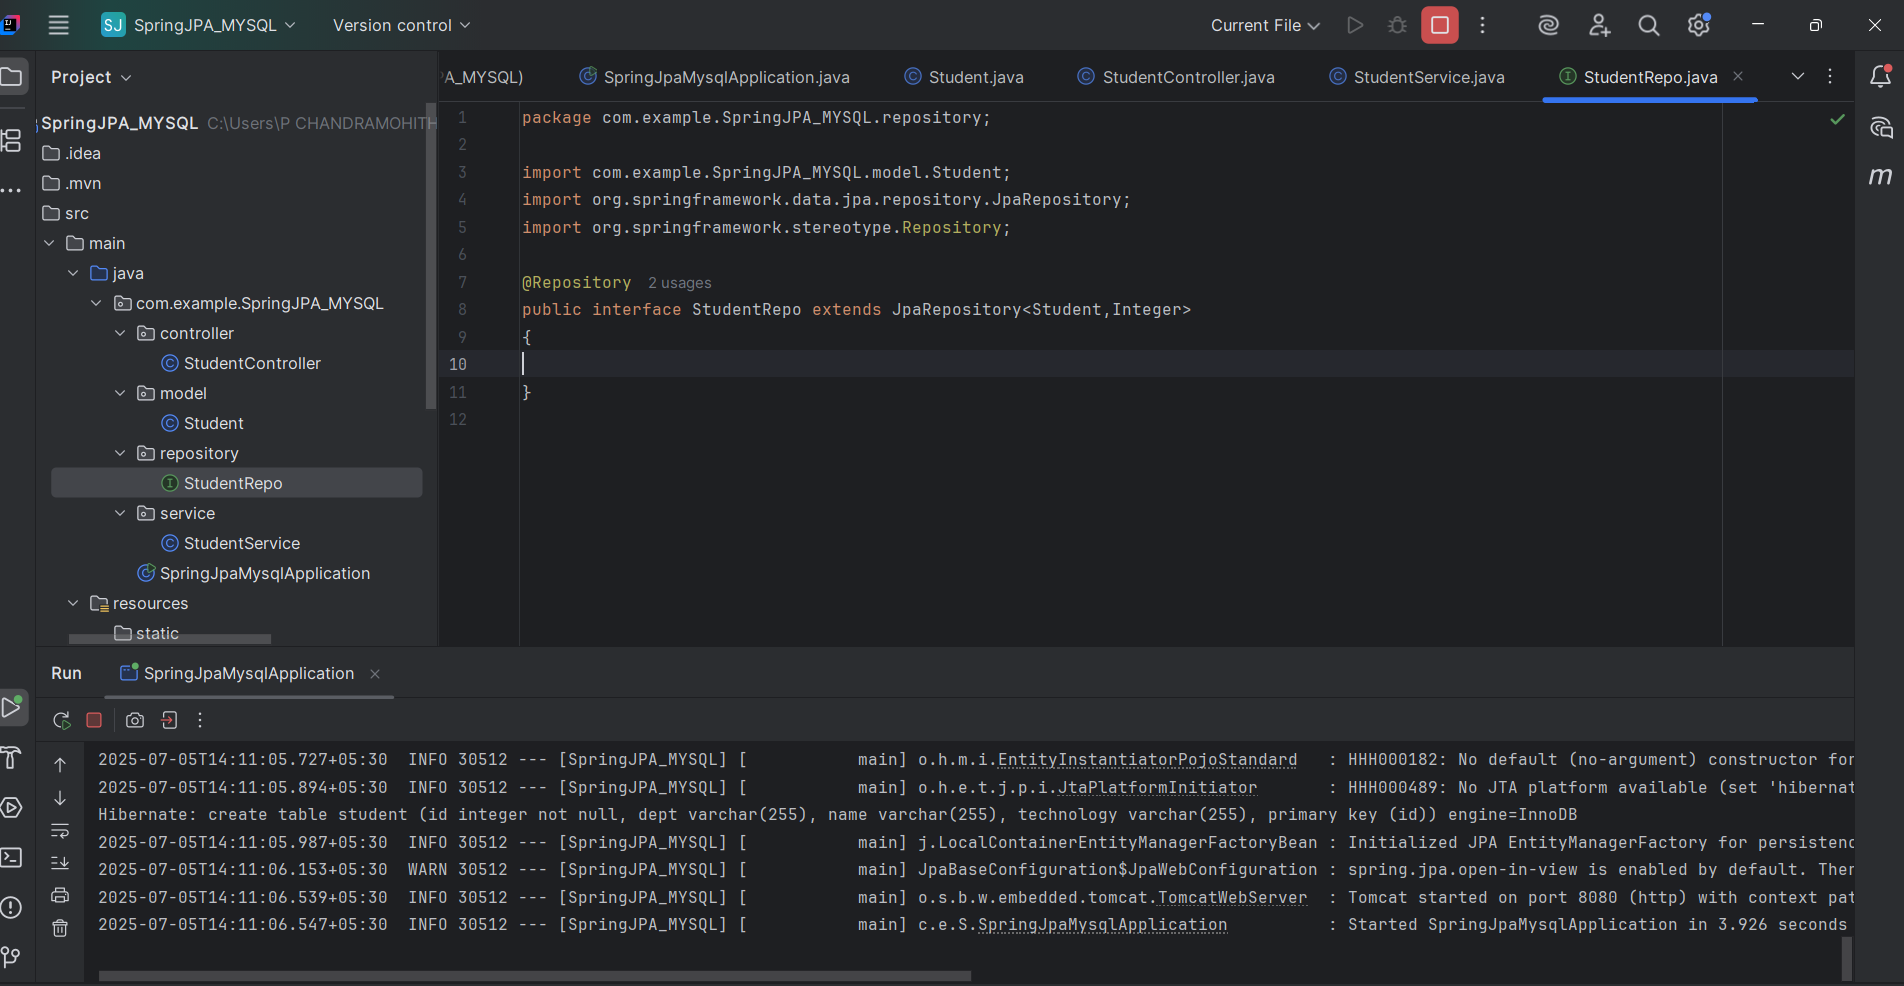 SJ SpringJPA_MYSQL Version control Current File
Project
A_MYSQL) SpringJpaMysqlApplication.java Student.java StudentController.java StudentService.java StudentRepo.java
SpringJPA_MYSQL C:\Users\P CHANDRAMOHITH
.idea
.mvn
src
main
java
com.example.SpringJPA_MYSQL
controller
StudentController
model
Student
repository
StudentRepo
service
StudentService
SpringJpaMysqlApplication
resources
static
1 package com.example.SpringJPA_MYSQL.repository;
2
3 import com.example.SpringJPA_MYSQL.model.Student;
4 import org.springframework.data.jpa.repository.JpaRepository;
5 import org.springframework.stereotype.Repository;
6
7 @Repository 2 usages
8 public interface StudentRepo extends JpaRepository<Student,Integer>
9 {
10
11 }
12
Run SpringJpaMysqlApplication
2025-07-05T14:11:05.727+05:30 INFO 30512 --- [SpringJPA_MYSQL] [ main] o.h.m.i.EntityInstantiatorPojoStandard : HHH000182: No default (no-argument) constructor for
2025-07-05T14:11:05.894+05:30 INFO 30512 --- [SpringJPA_MYSQL] [ main] o.h.e.t.j.p.i.JtaPlatformInitiator : HHH000489: No JTA platform available (set 'hibernat
Hibernate: create table student (id integer not null, dept varchar(255), name varchar(255), technology varchar(255), primary key (id)) engine=InnoDB
2025-07-05T14:11:05.987+05:30 INFO 30512 --- [SpringJPA_MYSQL] [ main] j.LocalContainerEntityManagerFactoryBean : Initialized JPA EntityManagerFactory for persistenc
2025-07-05T14:11:06.153+05:30 WARN 30512 --- [SpringJPA_MYSQL] [ main] JpaBaseConfiguration$JpaWebConfiguration : spring.jpa.open-in-view is enabled by default. Ther
2025-07-05T14:11:06.539+05:30 INFO 30512 --- [SpringJPA_MYSQL] [ main] o.s.b.w.embedded.tomcat.TomcatWebServer : Tomcat started on port 8080 (http) with context pat
2025-07-05T14:11:06.547+05:30 INFO 30512 --- [SpringJPA_MYSQL] [ main] c.e.S.SpringJpaMysqlApplication : Started SpringJpaMysqlApplication in 3.926 seconds